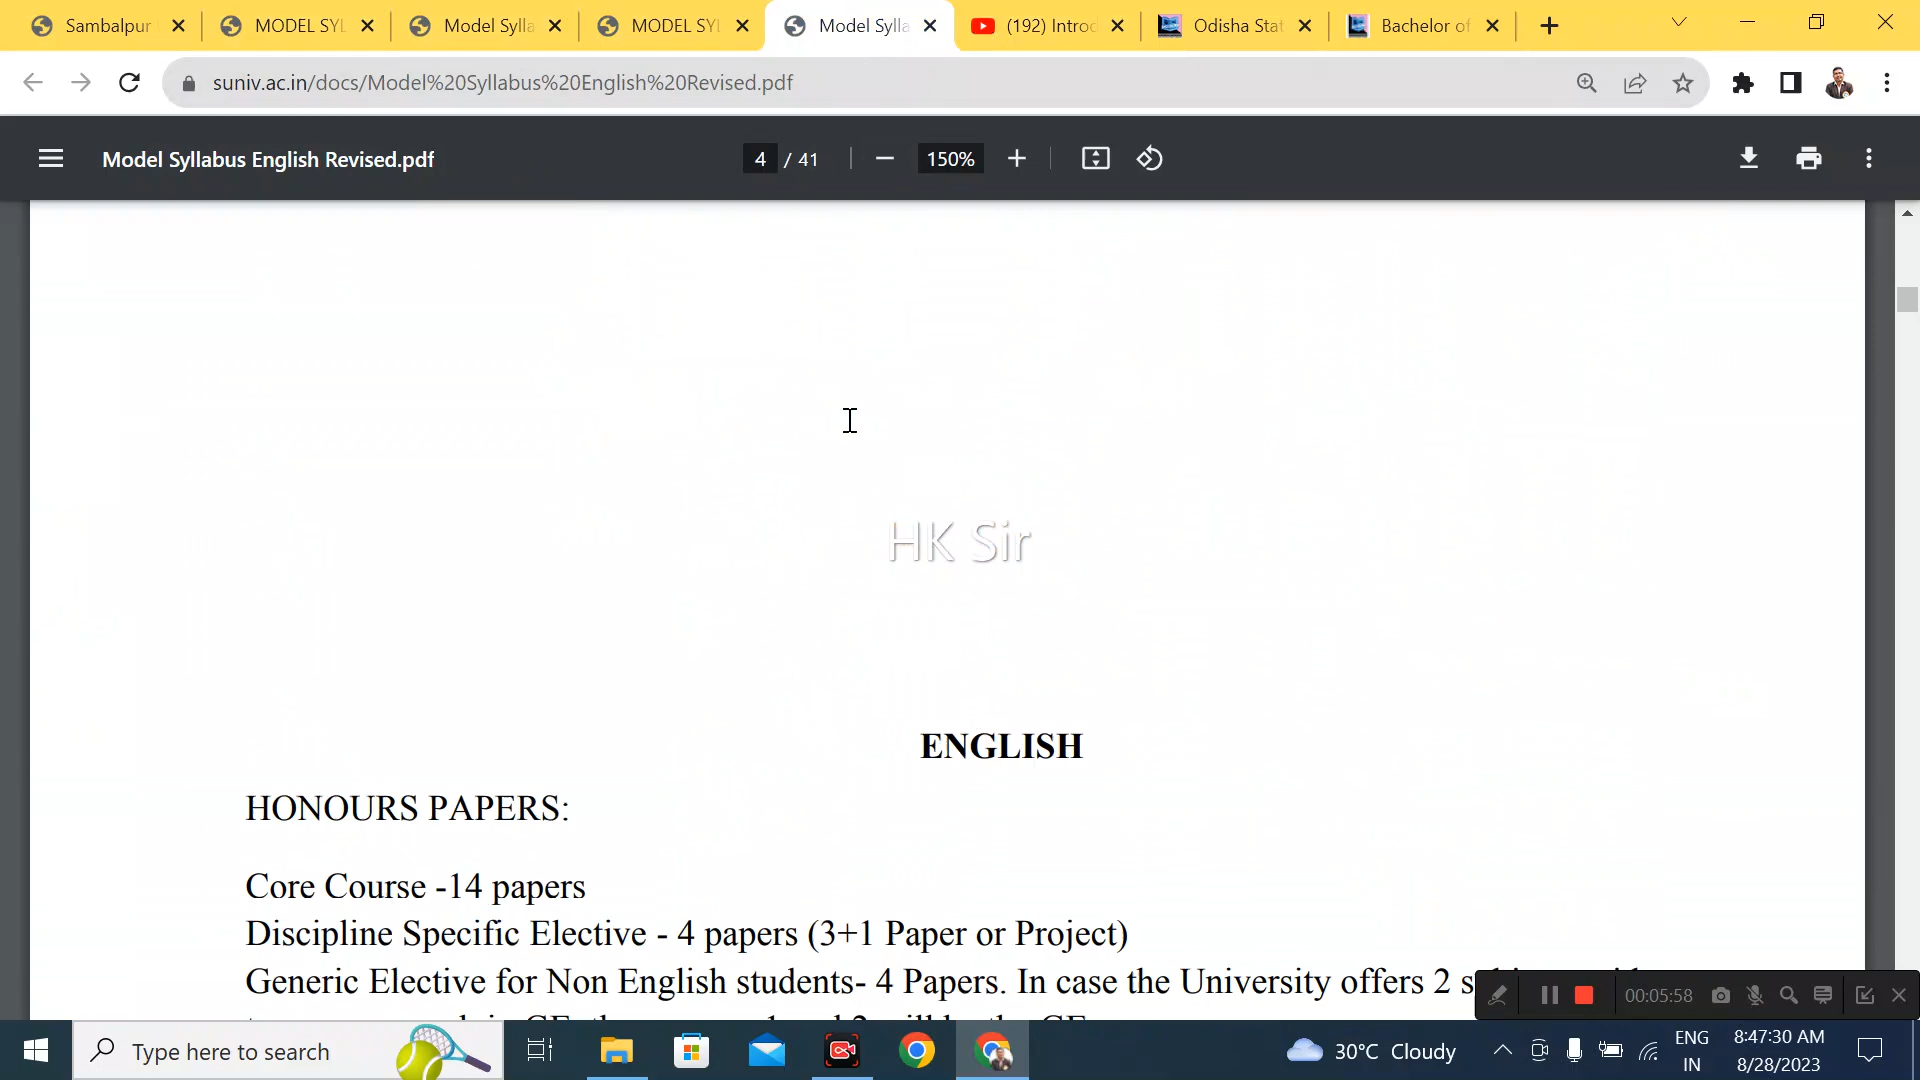 Sambalpur
MODEL SYL
Model Sylla
MODEL SYL
Model Sylla
(192) Introd
Odisha Stat
Bachelor of
suniv.ac.in/docs/Model%20Syllabus%20English%20Revised.pdf
Model Syllabus English Revised.pdf
4 / 41
150%
HK Sir
ENGLISH
HONOURS PAPERS:
Core Course -14 papers
Discipline Specific Elective - 4 papers (3+1 Paper or Project)
Generic Elective for Non English students- 4 Papers. In case the University offers 2
00:05:58
Type here to search
30°C Cloudy
ENG
IN
8:47:30 AM
8/28/2023